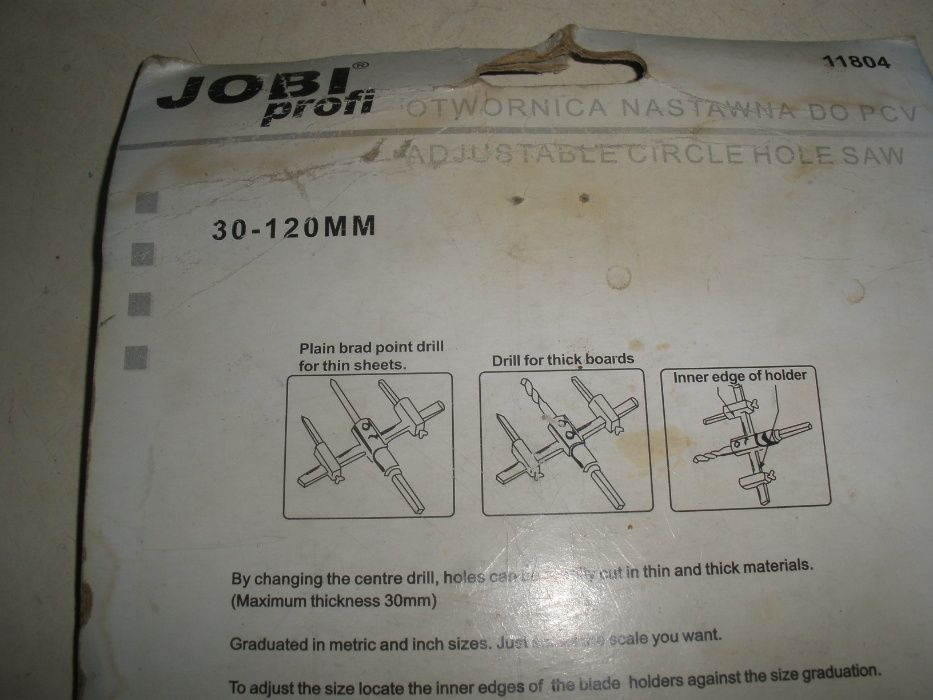 JOBI®
profi
11804
OTWORNICA NASTAWNA DO PCV
ADJUSTABLE CIRCLE HOLE SAW
30-120MM
Plain brad point drill
for thin sheets.
Drill for thick boards
Inner edge of holder
By changing the centre drill, holes can cut in thin and thick materials.
(Maximum thickness 30mm)
Graduated in metric and inch sizes. Just scale you want.
To adjust the size locate the inner edges of the blade holders against the size graduation.